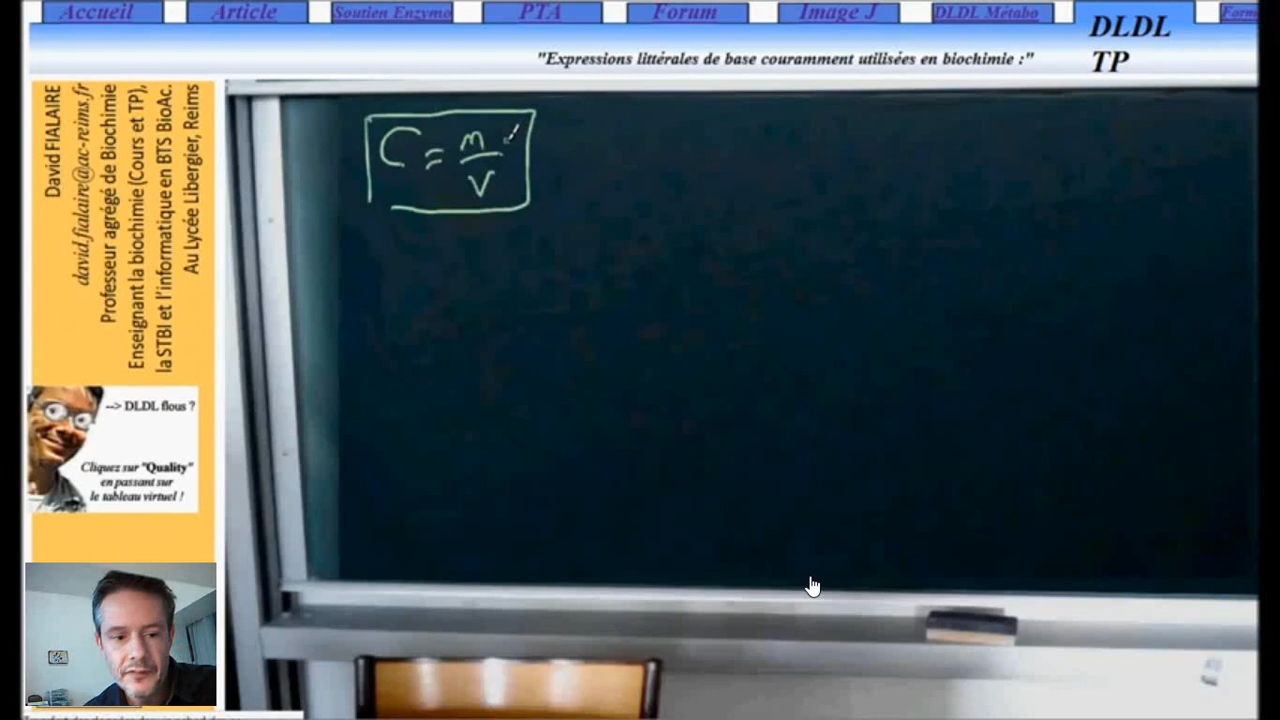 Accueil
Article
Soutien Enzymo
PTA
Forum
Image J
DLDL Métabo
DLDL
TP
"Expressions littérales de base couramment utilisées en biochimie :"
David FIALAIRE
david.fialaire@ac-reims.fr
Professeur agrégé de Biochimie
Enseignant la biochimie (Cours et TP),
la STBI et l'informatique en BTS BioAc.
Au Lycée Libergier, Reims
--> DLDL flous ?
Cliquez sur "Quality"
en passant sur
le tableau virtuel !
C = m
V